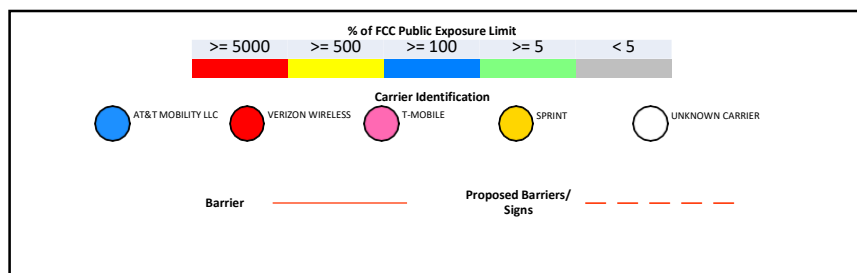 % of FCC Public Exposure Limit
>= 5000 >= 500 >= 100 >= 5 < 5
Carrier Identification
AT&T MOBILITY LLC VERIZON WIRELESS T-MOBILE SPRINT UNKNOWN CARRIER
Barrier Proposed Barriers/
Signs